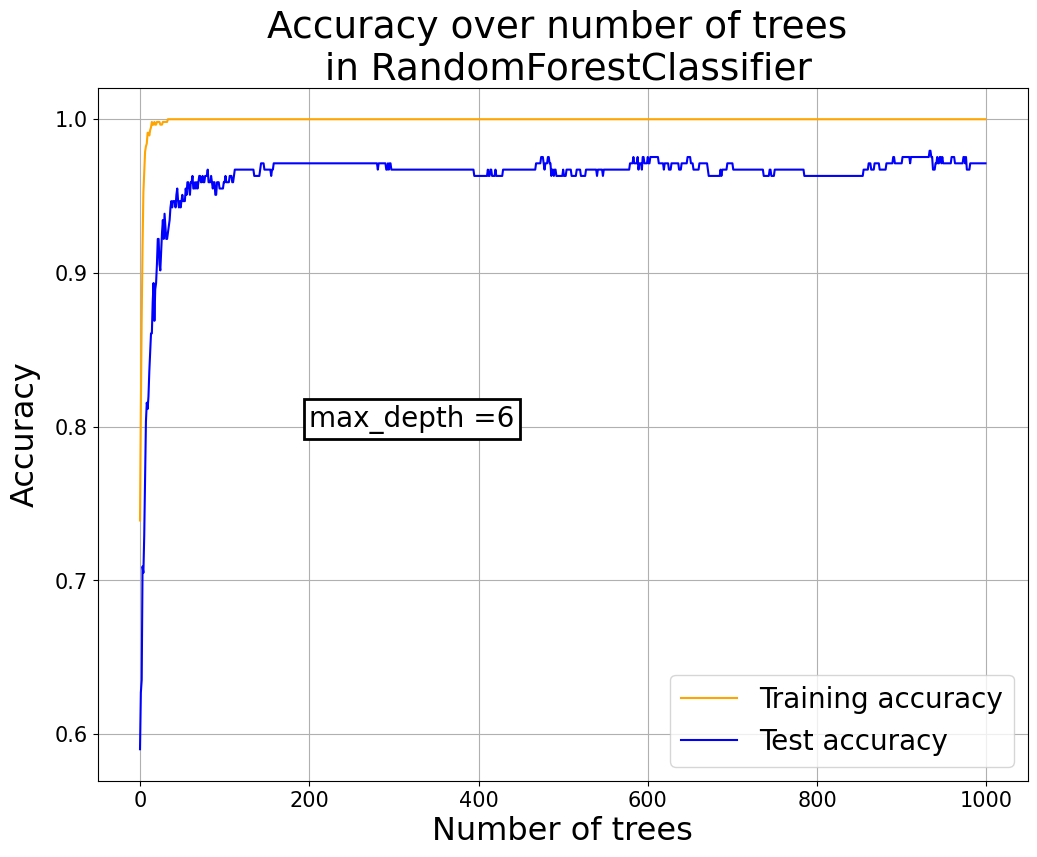 Accuracy over number of trees
in RandomForestClassifier
Accuracy
1.0
0.9
0.8
0.7
0.6
max_depth =6
Training accuracy
Test accuracy
0
200
400
600
800
1000
Number of trees